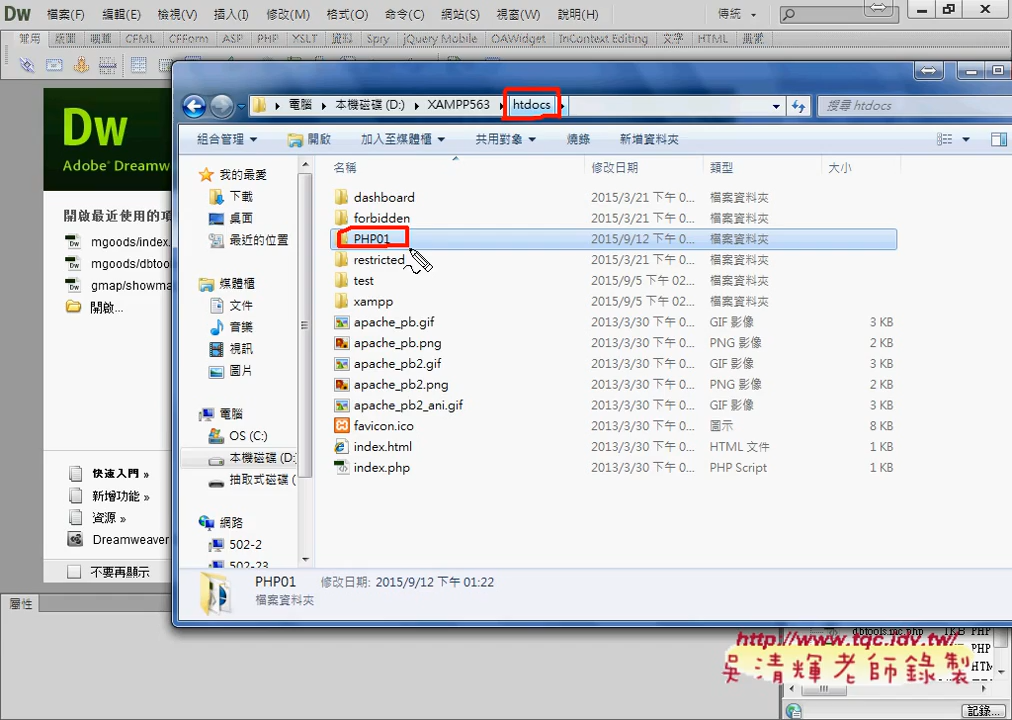 Dw 檔案(F) 編輯(E) 檢視(V) 插入(I) 修改(M) 格式(O) 命令(C) 網站(S) 視窗(W) 說明(H) 傳統
常用 版面 CFML CFForm ASP PHP XSLT 資料 Spry jQuery Mobile OAWidget TriContext Editing 文字 HTML
電腦 本機磁碟 (D:) XAMPP563 htdocs 搜尋 htdocs
組合管理 開啟 加入至媒體櫃 共用對象 燒錄 新增資料夾
名稱 修改日期 類型 大小
Dw
Adobe® Dreamw
開啟最近使用的項
mgoods/index.
mgoods/dbtoo
gmap/showma
開啟...
快速入門 »
新增功能 »
資源 »
Dreamweaver
不要再顯示
屬性
我的最愛
下載
桌面
最近的位置
媒體櫃
文件
音樂
視訊
圖片
電腦
OS (C:)
本機磁碟 (D:
抽取式磁碟 (
網路
502-2
502-23
dashboard 2015/3/21 下午 0... 檔案資料夾
forbidden 2015/3/21 下午 0... 檔案資料夾
PHP01 2015/9/12 下午 0... 檔案資料夾
restricted 2015/3/21 下午 0... 檔案資料夾
test 2015/9/5 下午 02... 檔案資料夾
xampp 2015/9/5 下午 02... 檔案資料夾
apache_pb.gif 2013/3/30 下午 0... GIF 影像 3 KB
apache_pb.png 2013/3/30 下午 0... PNG 影像 2 KB
apache_pb2.gif 2013/3/30 下午 0... GIF 影像 3 KB
apache_pb2.png 2013/3/30 下午 0... PNG 影像 2 KB
apache_pb2_ani.gif 2013/3/30 下午 0... GIF 影像 3 KB
favicon.ico 2013/3/30 下午 0... 圖示 8 KB
index.html 2013/3/30 下午 0... HTML 文件 1 KB
index.php 2013/3/30 下午 0... PHP Script 1 KB
PHP01 修改日期: 2015/9/12 下午 01:22
檔案資料夾
dbtools.inc.php 1KB PHP
http://www.tqc.idv.tw/
PHP
吳清輝老師錄製
HTM
記錄...